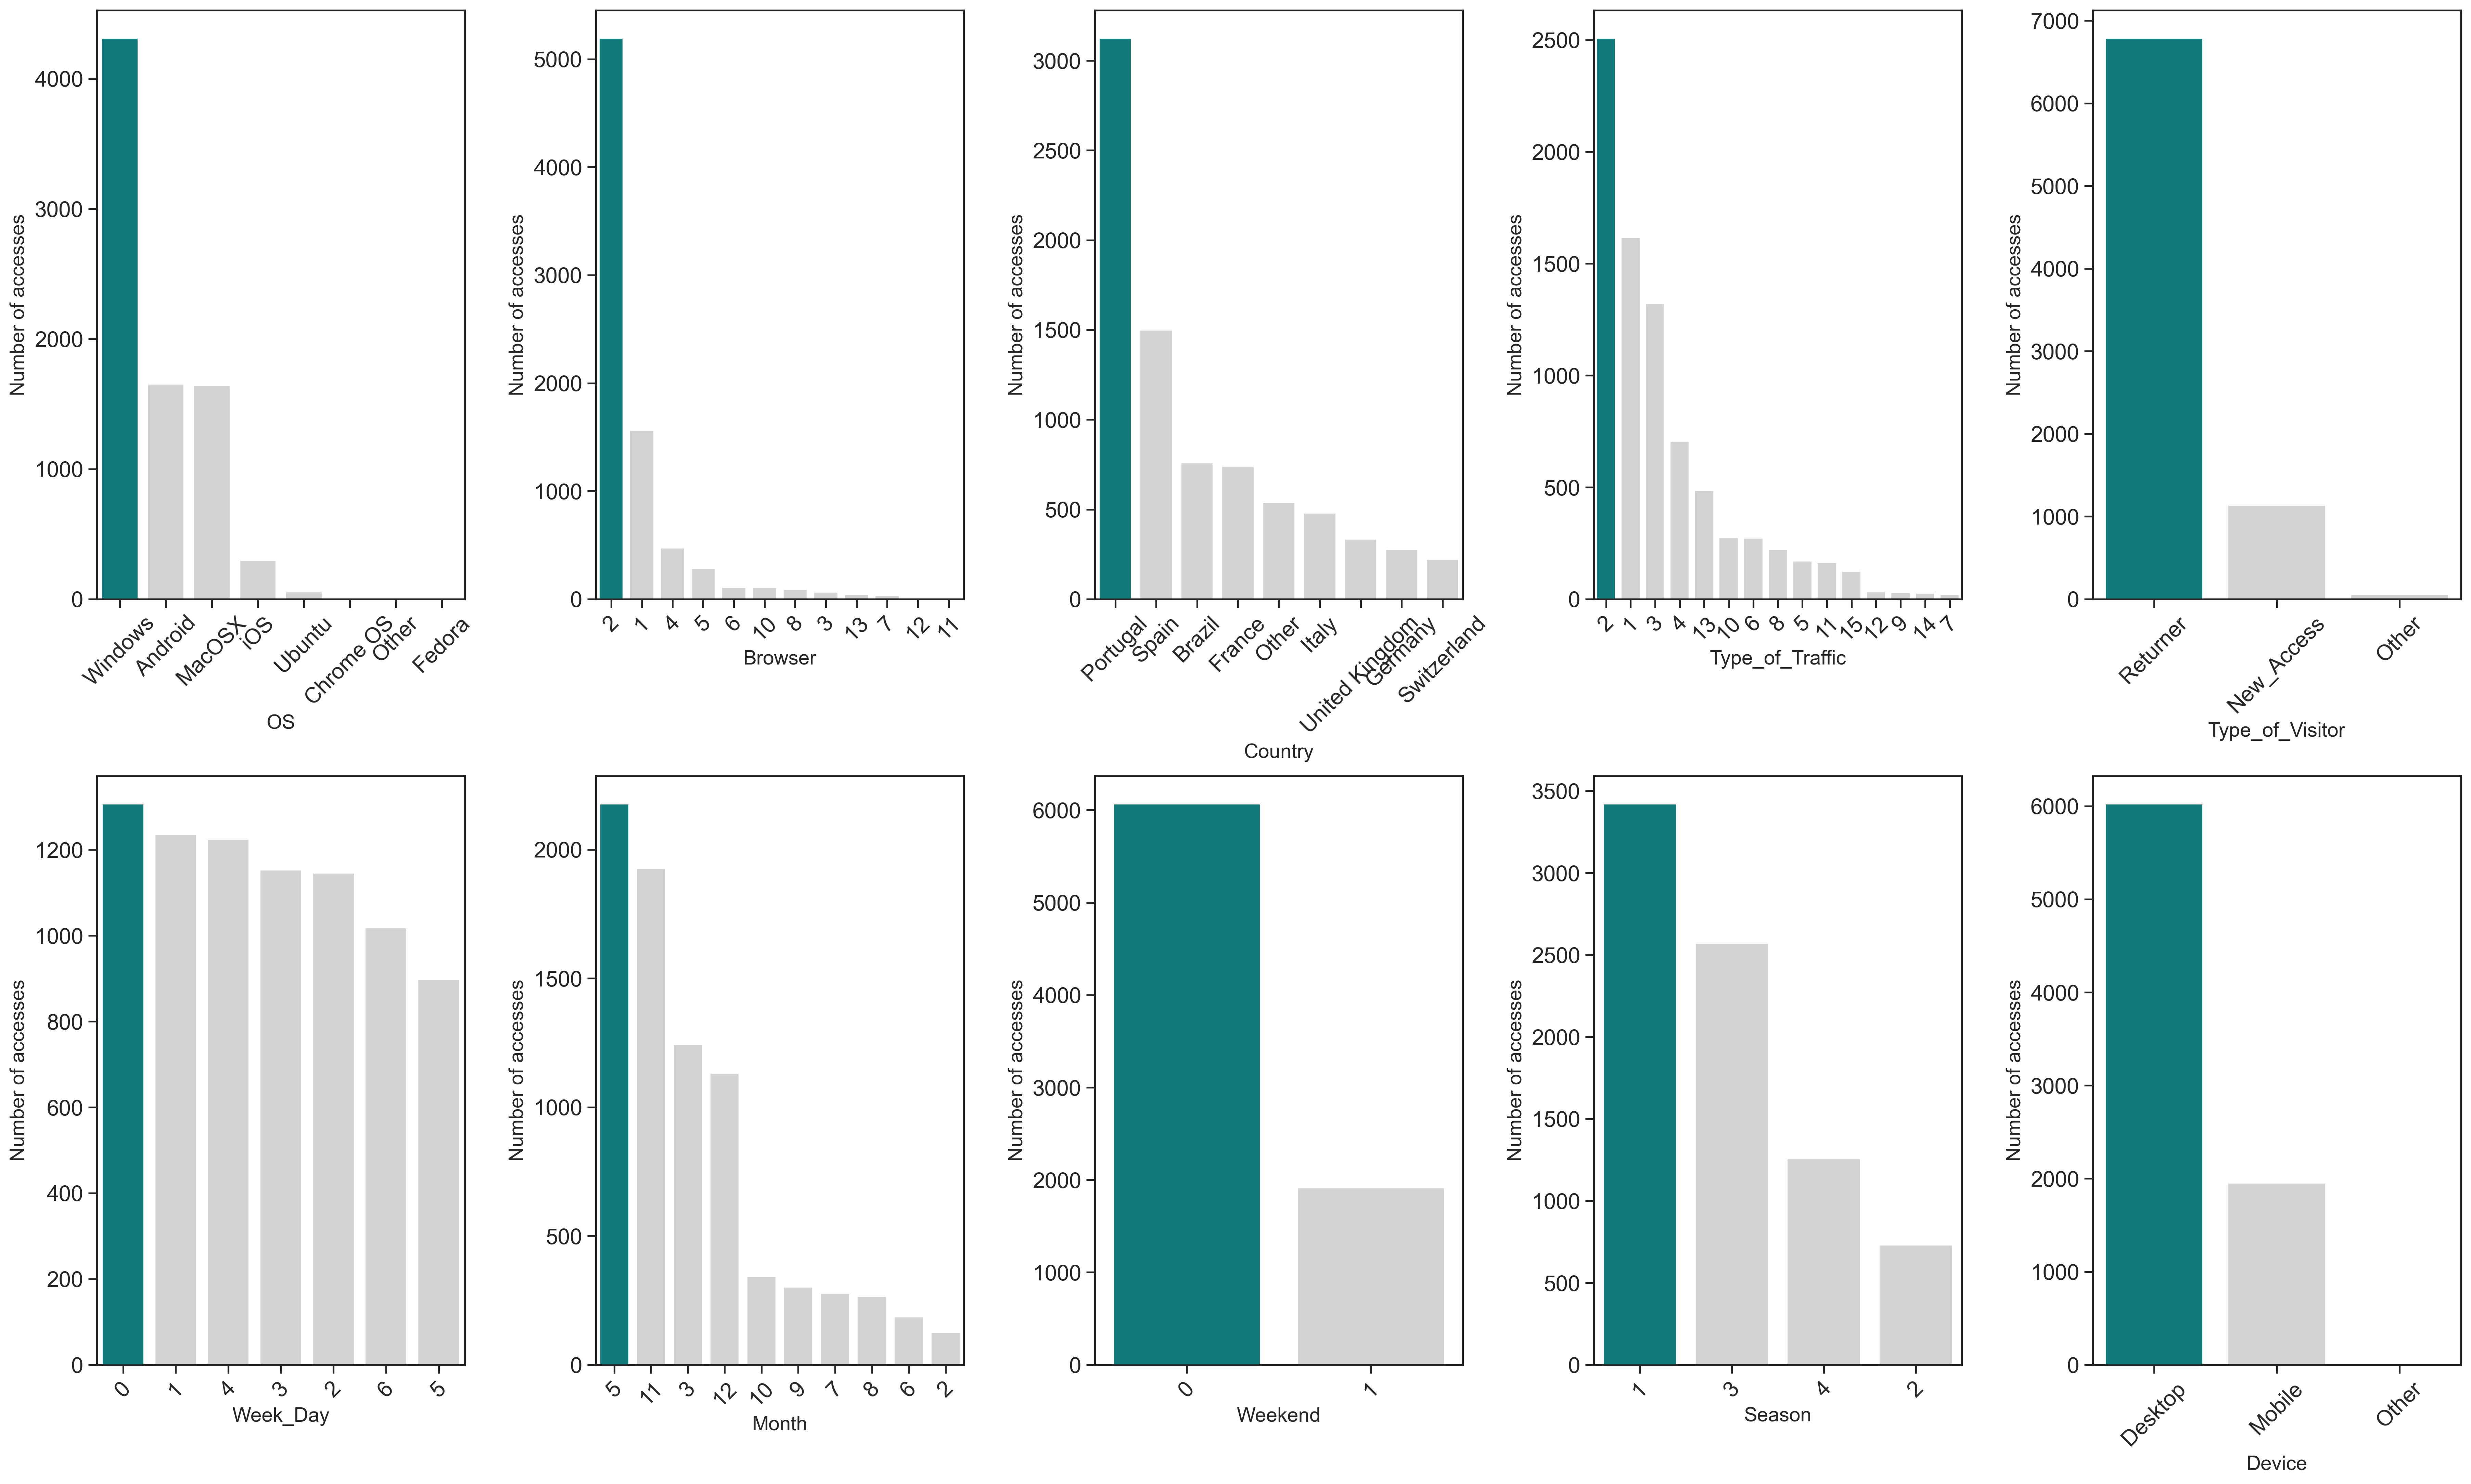 Number of accesses
4000
3000
2000
1000
0
Windows
Android
MacOSX
iOS
Ubuntu
Chrome OS
Other
Fedora
OS
Number of accesses
5000
4000
3000
2000
1000
0
2 1 4 5 6 10 8 3 13 7 12 11
Browser
Number of accesses
3000
2500
2000
1500
1000
500
0
Portugal
Spain
Brazil
France
Other
Italy
United Kingdom
Germany
Switzerland
Country
Number of accesses
2500
2000
1500
1000
500
0
2 1 3 4 13 10 6 8 5 11 15 12 9 14 7
Type_of_Traffic
Number of accesses
7000
6000
5000
4000
3000
2000
1000
0
Returner
New_Access
Other
Type_of_Visitor
Number of accesses
1200
1000
800
600
400
200
0
0 1 4 3 2 6 5
Week_Day
Number of accesses
2000
1500
1000
500
0
5 11 3 12 10 9 7 8 6 2
Month
Number of accesses
6000
5000
4000
3000
2000
1000
0
0 1
Weekend
Number of accesses
3500
3000
2500
2000
1500
1000
500
0
1 3 4 2
Season
Number of accesses
6000
5000
4000
3000
2000
1000
0
Desktop
Mobile
Other
Device